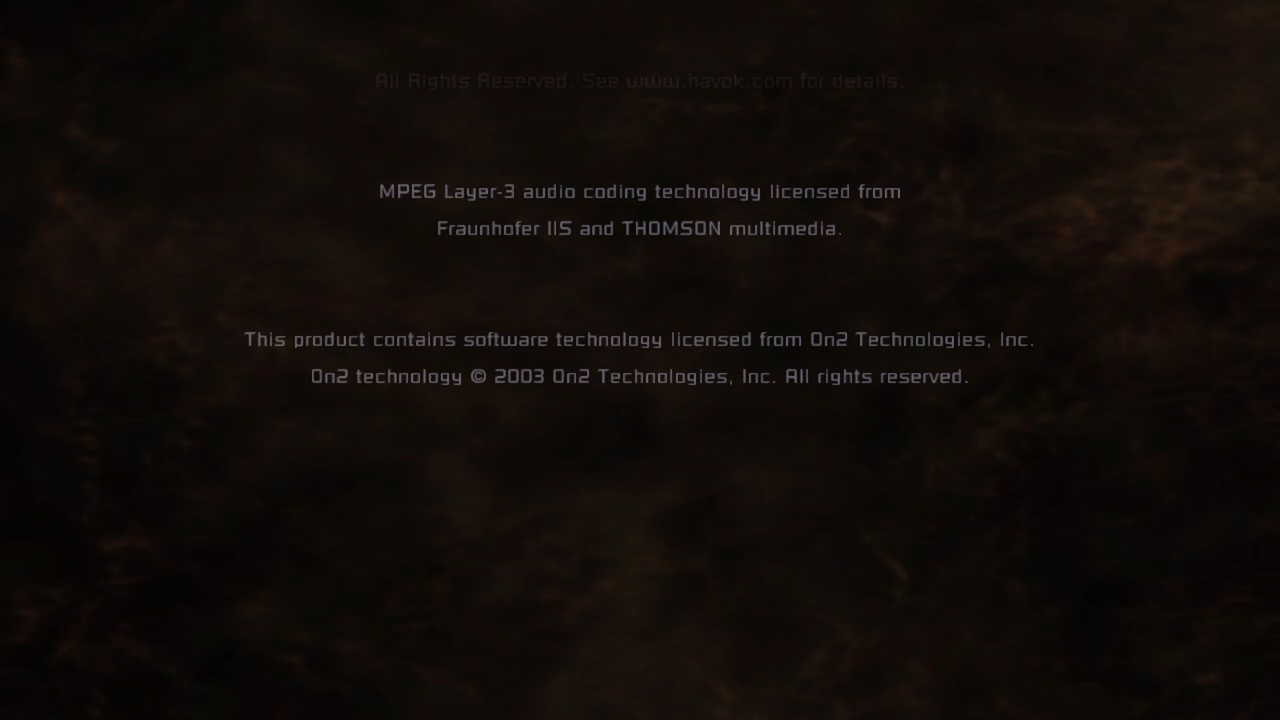 All Rights Reserved. See www.havok.com for details.
MPEG Layer-3 audio coding technology licensed from
Fraunhofer IIS and THOMSON multimedia.
This product contains software technology licensed from On2 Technologies, Inc.
On2 technology © 2003 On2 Technologies, Inc. All rights reserved.